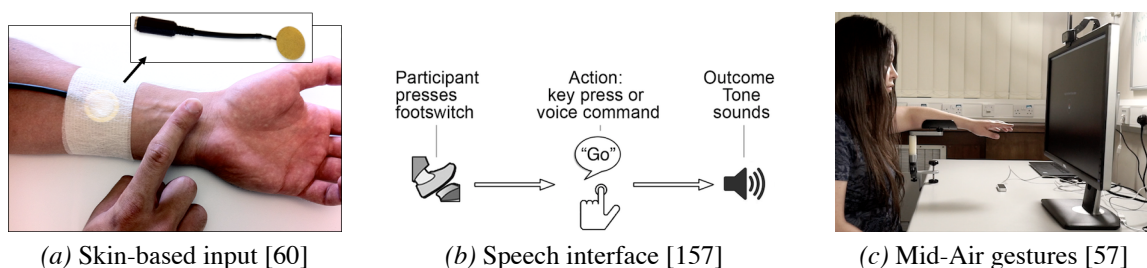 Participant
presses
footswitch
Action:
key press or
voice command
“Go”
Outcome
Tone
sounds
(a) Skin-based input [60]
(b) Speech interface [157]
(c) Mid-Air gestures [57]